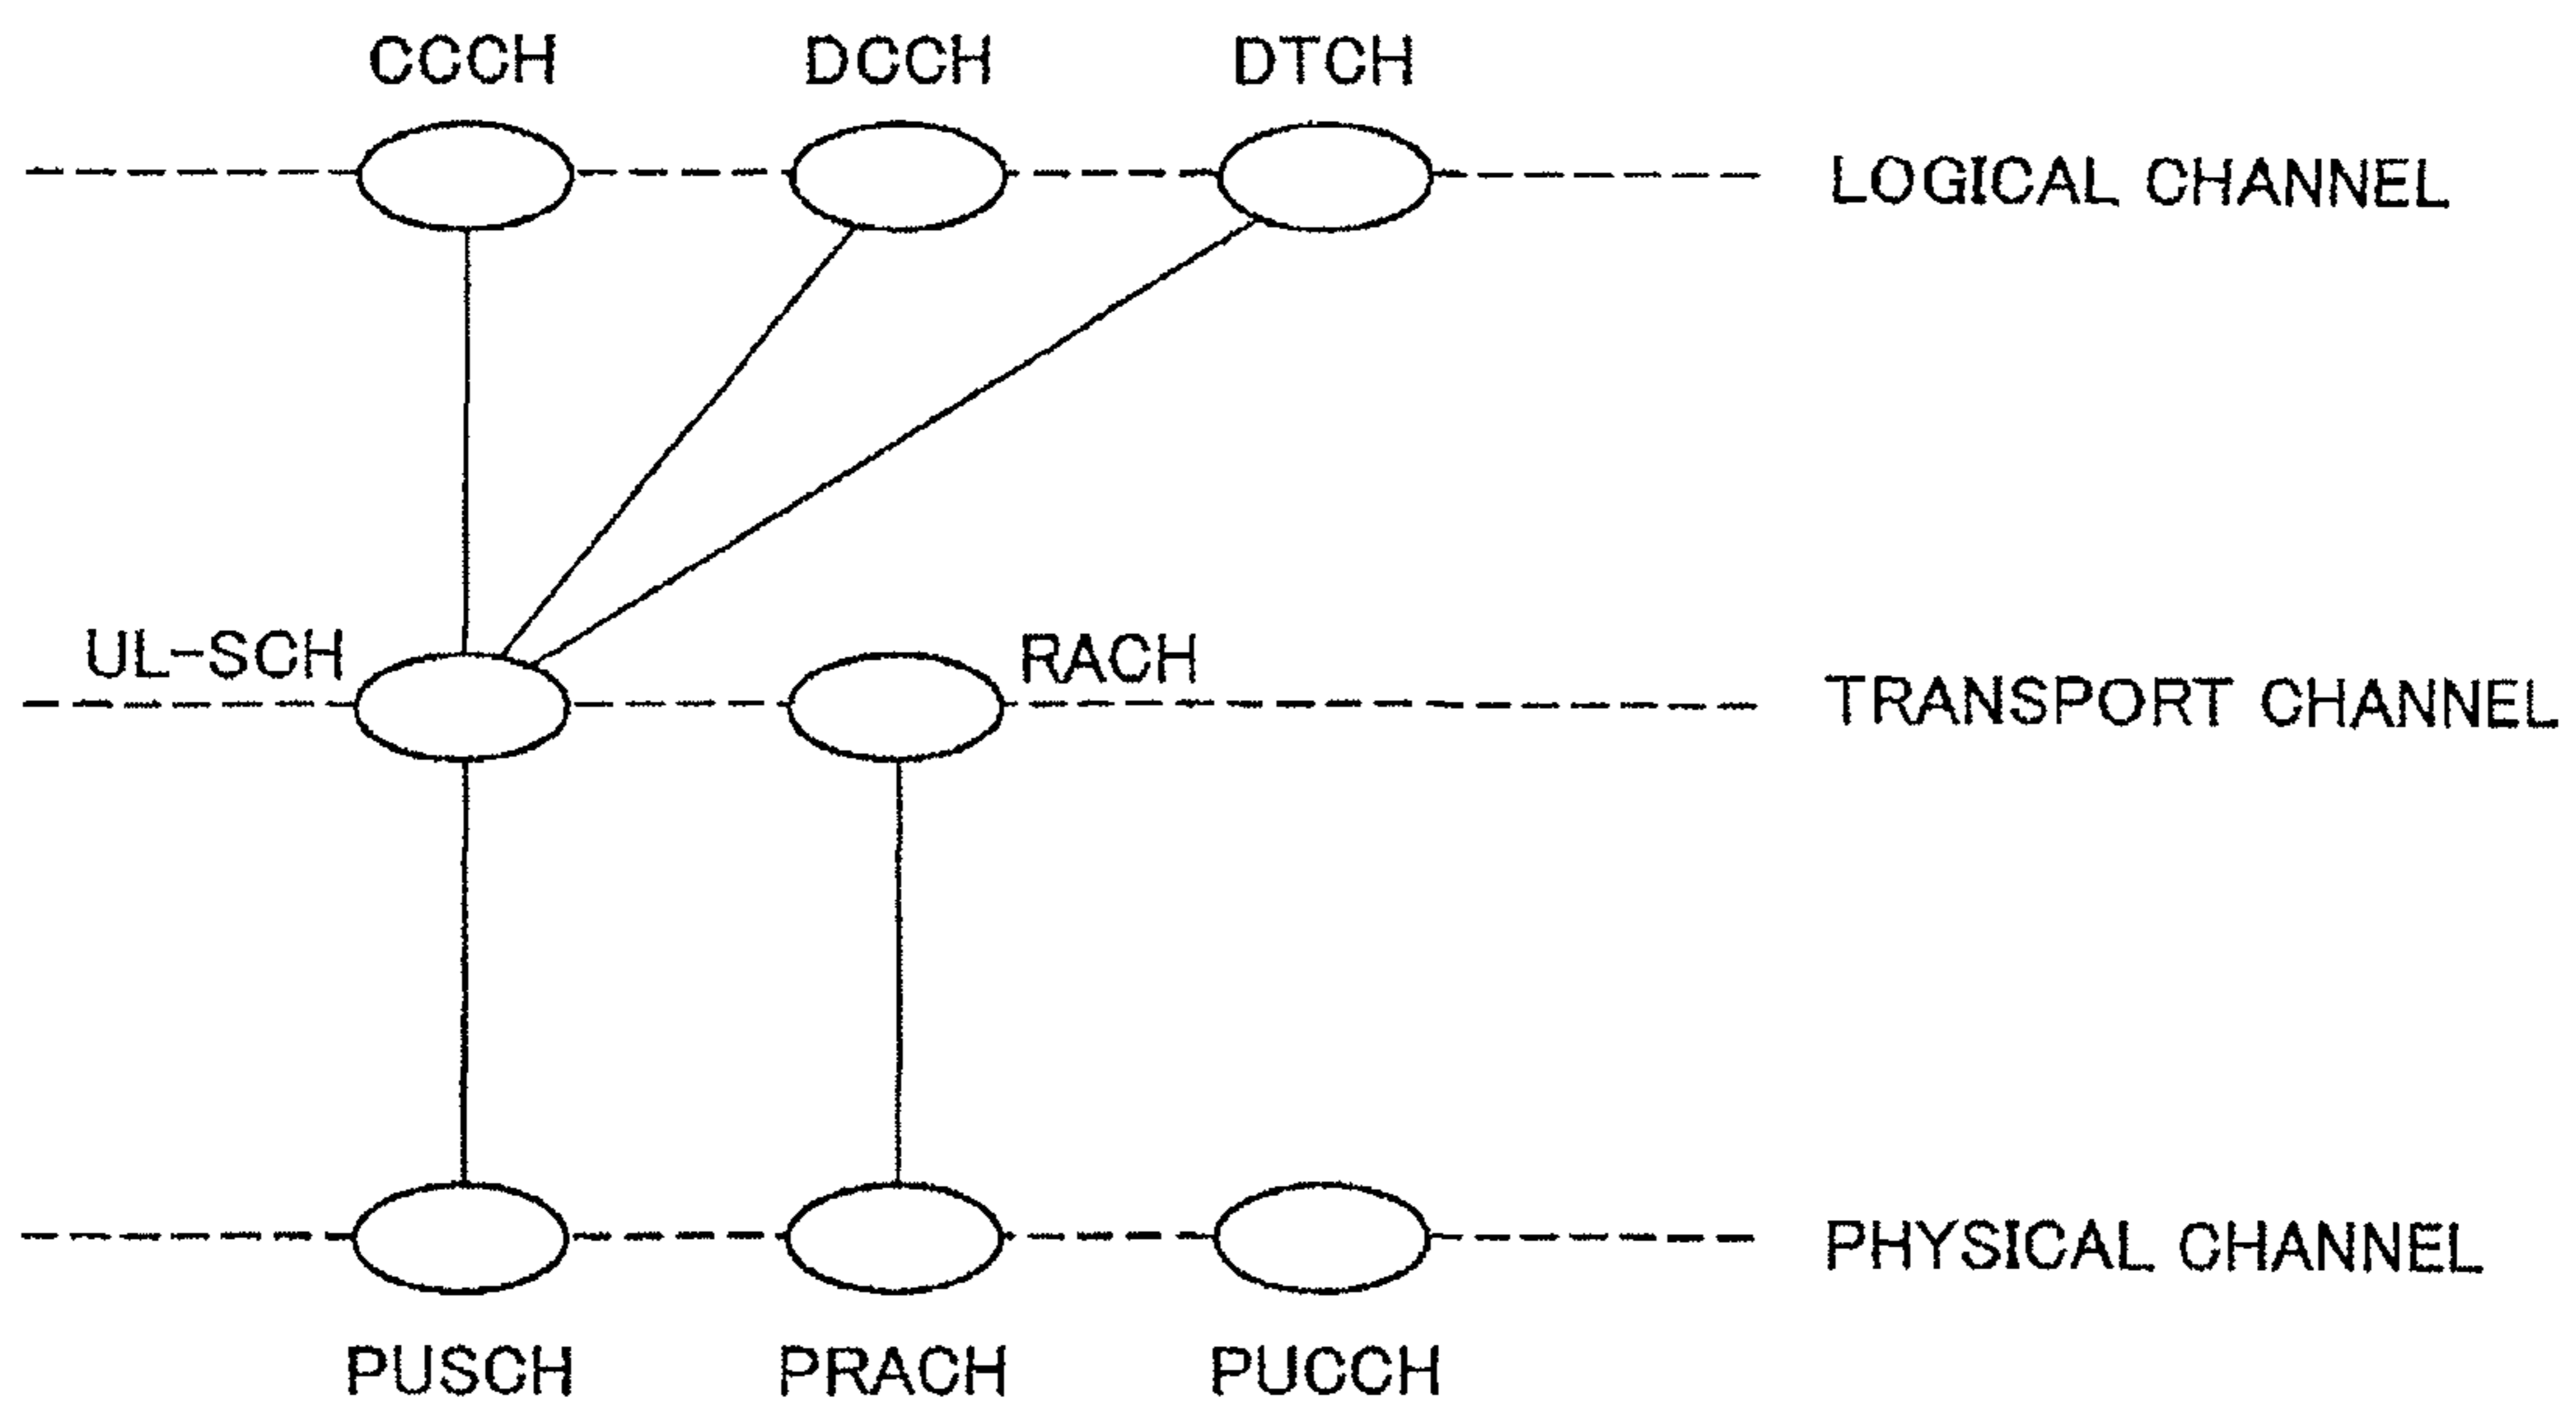 CCCH DCCH DTCH
LOGICAL CHANNEL
UL-SCH RACH
TRANSPORT CHANNEL
PHYSICAL CHANNEL
PUSCH PRACH PUCCH